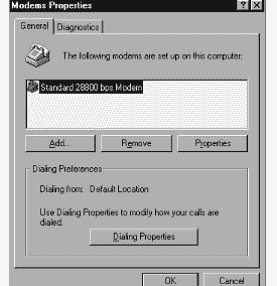 Modems Properties
General Diagnostics
The following modems are set up on this computer:
Standard 28800 bps Modem
Add... Remove Properties
Dialing Preferences
Dialing from: Default Location
Use Dialing Properties to modify how your calls are
dialed.
Dialing Properties
OK Cancel